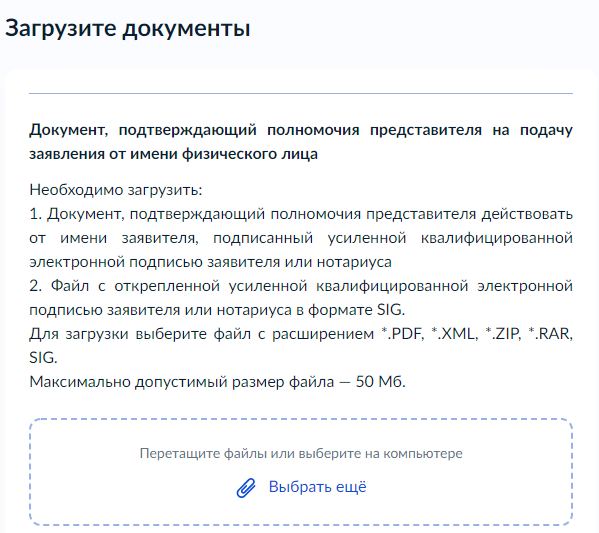 Загрузите документы
Документ, подтверждающий полномочия представителя на подачу
заявления от имени физического лица
Необходимо загрузить:
1. Документ, подтверждающий полномочия представителя действовать
от имени заявителя, подписанный усиленной квалифицированной
электронной подписью заявителя или нотариуса
2. Файл с открепленной усиленной квалифицированной электронной
подписью заявителя или нотариуса в формате SIG.
Для загрузки выберите файл с расширением *.PDF, *.XML, *.ZIP, *.RAR,
SIG.
Максимально допустимый размер файла — 50 Мб.
Перетащите файлы или выберите на компьютере
Выбрать ещё